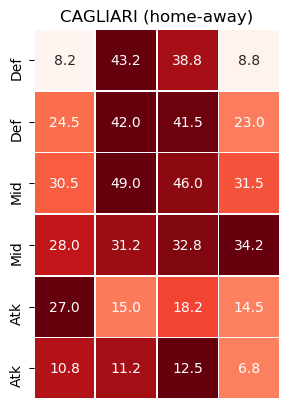 CAGLIARI (home-away)
Def 8.2 43.2 38.8 8.8
Def 24.5 42.0 41.5 23.0
Mid 30.5 49.0 46.0 31.5
Mid 28.0 31.2 32.8 34.2
Atk 27.0 15.0 18.2 14.5
Atk 10.8 11.2 12.5 6.8